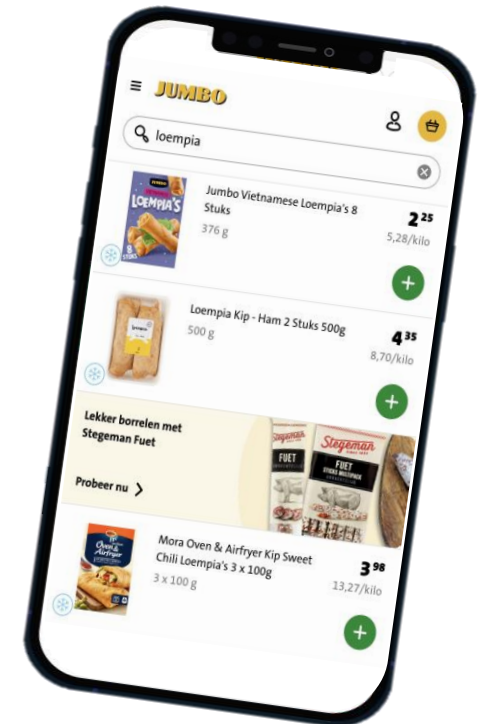 JUMBO
loempia
JUMBO
LOEMPIA'S
8
STUKS
Jumbo Vietnamese Loempia's 8
Stuks
376 g
2 25
5,28/kilo
Loempia Kip - Ham 2 Stuks 500g
500 g
4 35
8,70/kilo
Lekker borrelen met
Stegeman Fuet
Probeer nu
Stegeman
FUET
Stegeman
FUET
STICKS MULTIPACK
Oven &
Airfryer
Mora Oven & Airfryer Kip Sweet
Chili Loempia's 3 x 100g
3 x 100 g
3 98
13,27/kilo